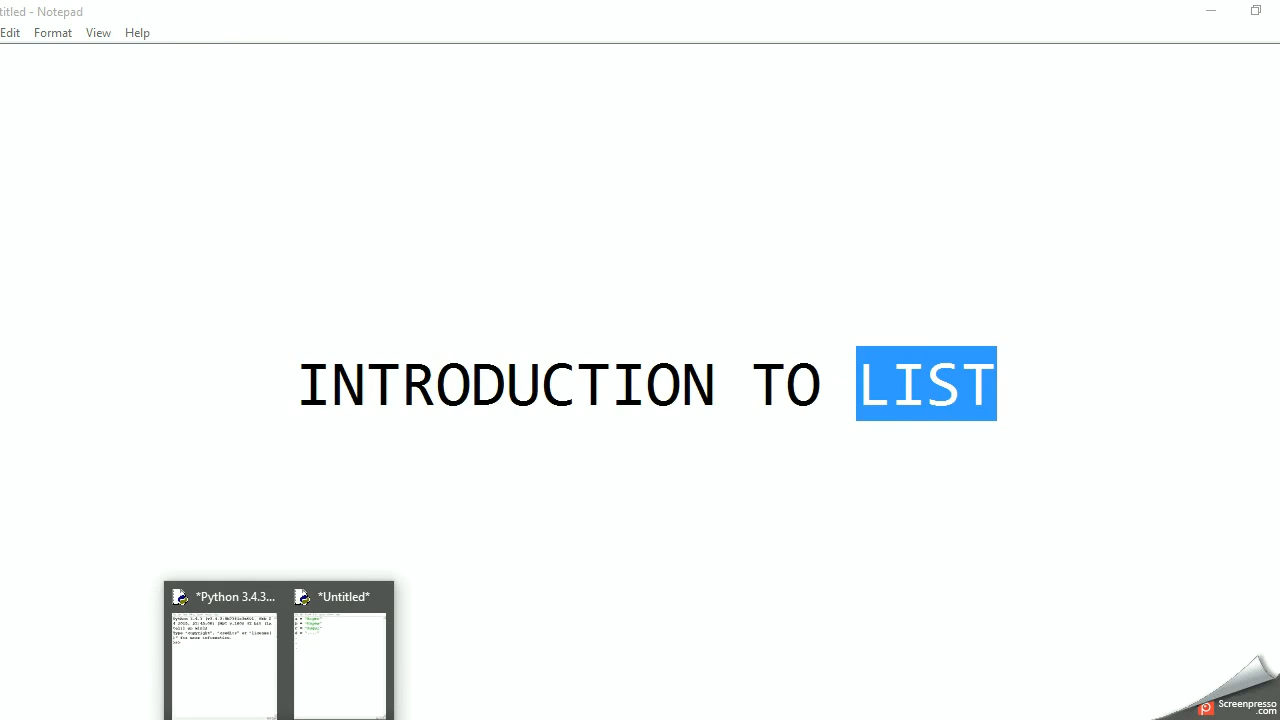 titled - Notepad
Edit Format View Help
INTRODUCTION TO LIST
*Python 3.4.3... *Untitled*
Screenpresso
.com